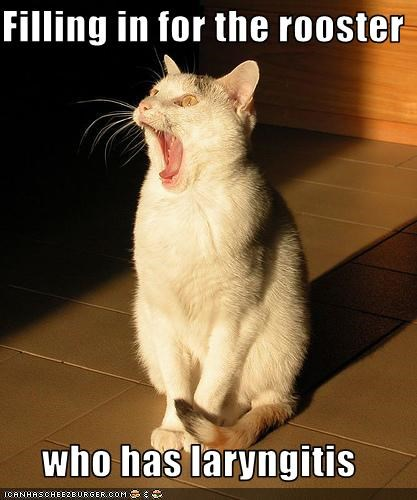 Filling in for the rooster
who has laryngitis
ICANHASCHEEZBURGER.COM